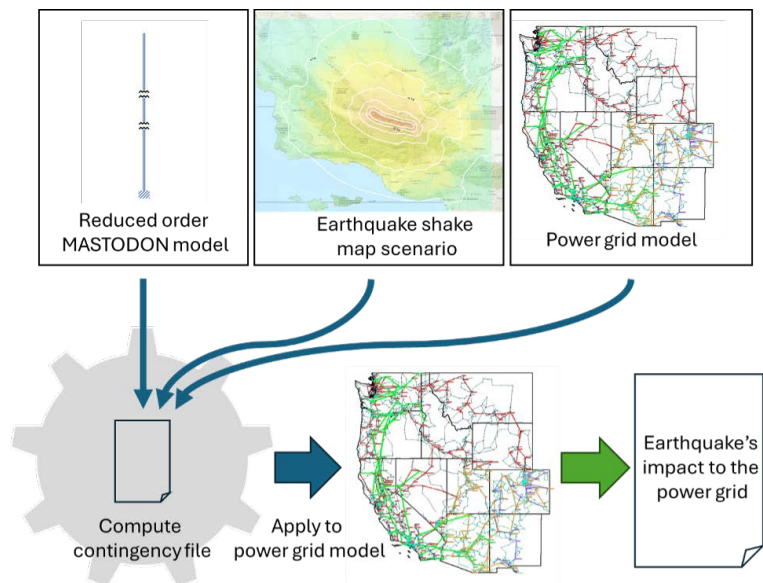 Reduced order
MASTODON model
Earthquake shake
map scenario
Power grid model
Compute
contingency file
Apply to
power grid model
Earthquake's
impact to the
power grid